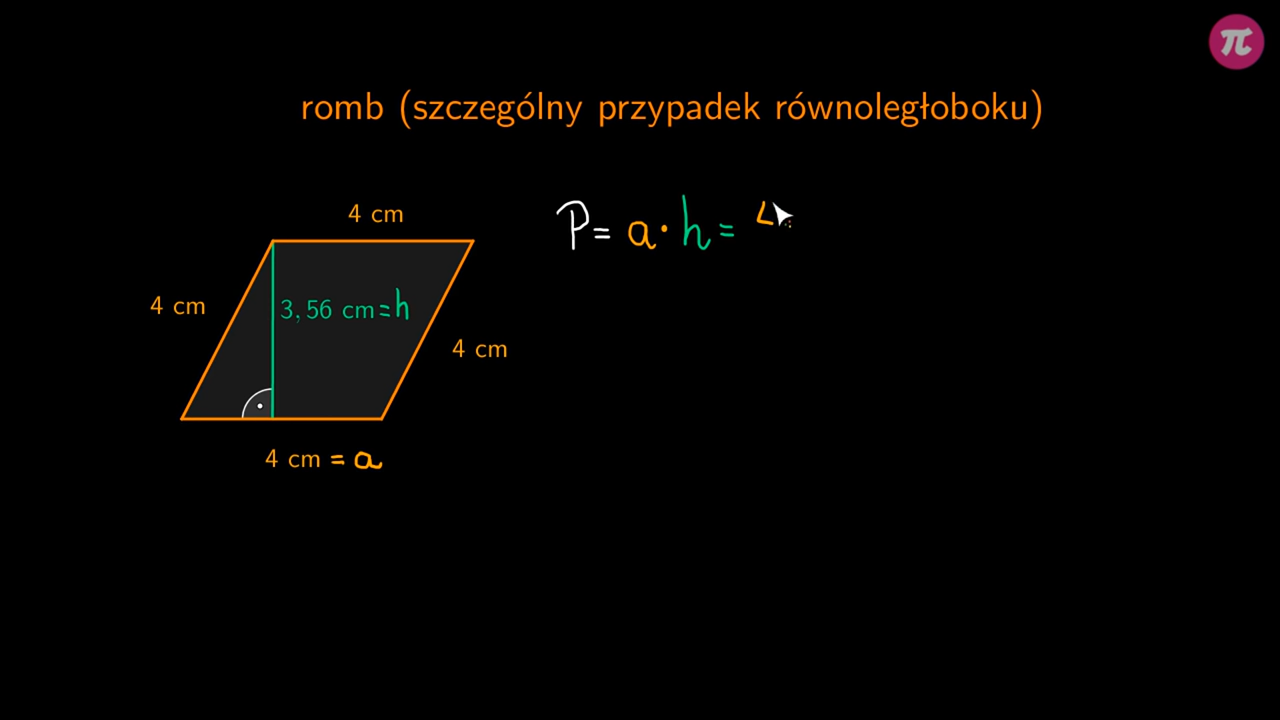 π
romb (szczególny przypadek równoległoboku)
4 cm
P = a · h =
4 cm
3,56 cm = h
4 cm
4 cm = a